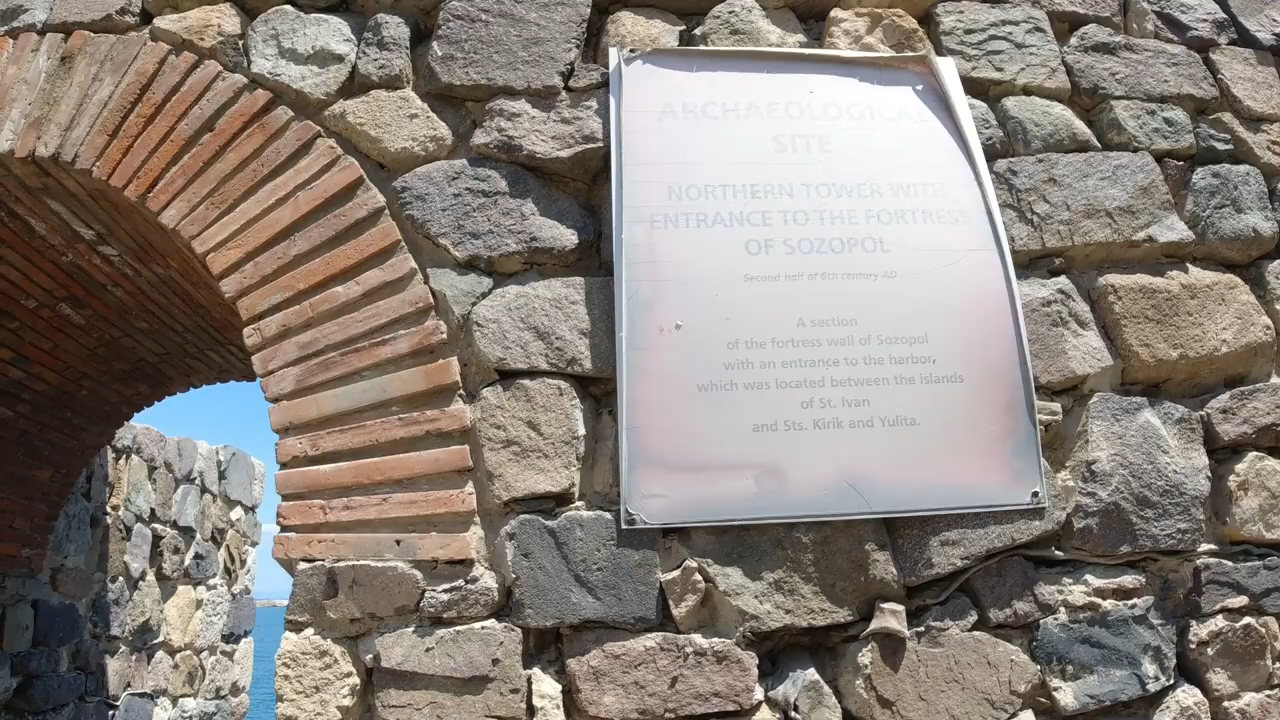 ARCHAEOLOGICAL
SITE
NORTHERN TOWER WITH
ENTRANCE TO THE FORTRESS
OF SOZOPOL
Second half of 6th century AD
A section
of the fortress wall of Sozopol
with an entrance to the harbor,
which was located between the islands
of St. Ivan
and Sts. Kirik and Yulita.